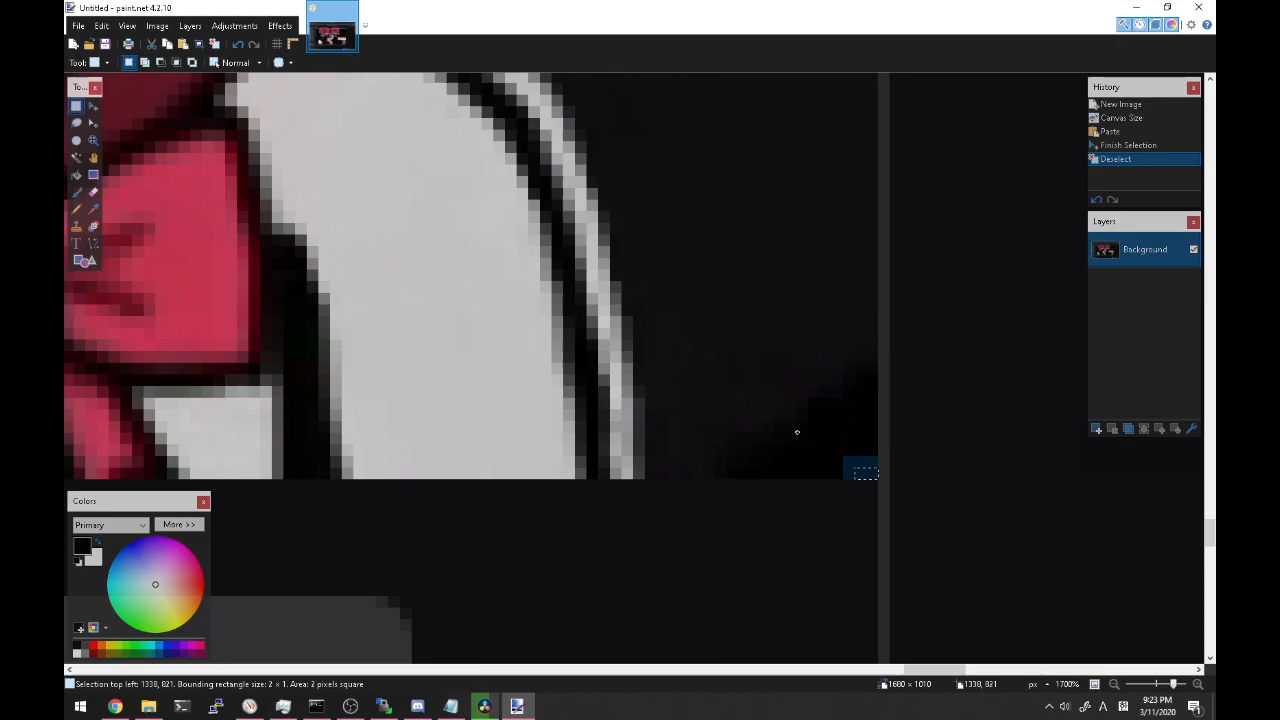 Untitled - paint.net 4.2.10
File Edit View Image Layers Adjustments Effects
Tool: Normal
To...
History
New Image
Canvas Size
Paste
Finish Selection
Deselect
Layers
Background
Colors
Primary More >>
Selection top left: 1338, 821. Bounding rectangle size: 2 × 1. Area: 2 pixels square
1680 × 1010 1338, 821 px 1700%
9:23 PM
3/11/2020